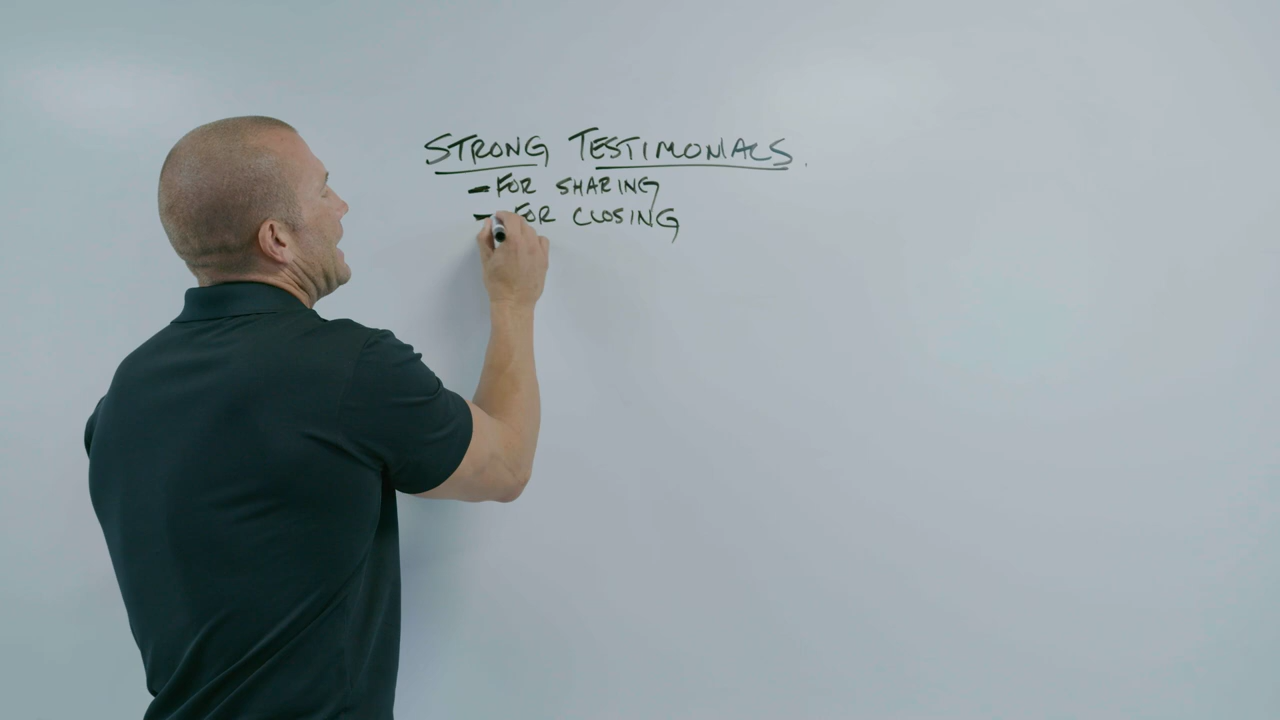 STRONG TESTIMONIALS.
- FOR SHARING
- FOR CLOSING